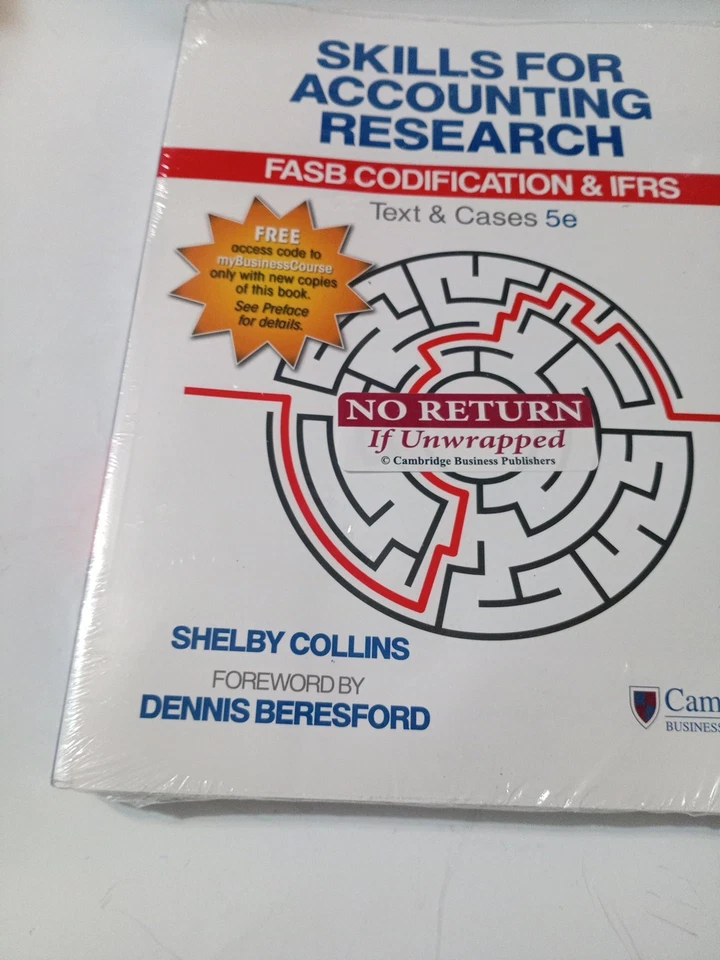 SKILLS FOR
ACCOUNTING
RESEARCH
FASB CODIFICATION & IFRS
Text & Cases 5e
FREE
access code to
myBusinessCourse
only with new copies
of this book.
See Preface
for details.
NO RETURN
If Unwrapped
© Cambridge Business Publishers
SHELBY COLLINS
FOREWORD BY
DENNIS BERESFORD
Cam
BUSINESS